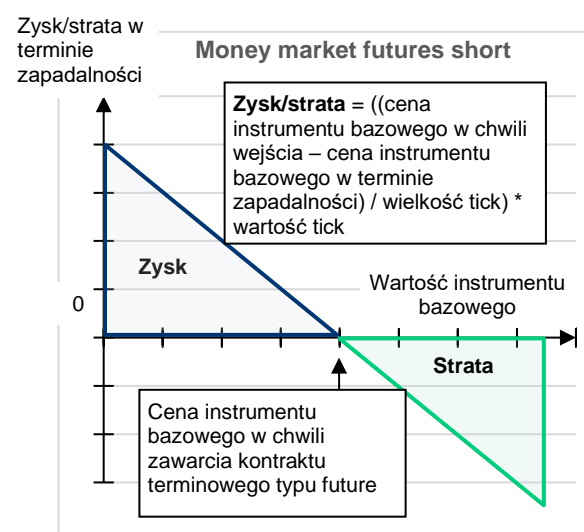 Zysk/strata w
terminie
zapadalności
Money market futures short
Zysk/strata = ((cena
instrumentu bazowego w chwili
wejścia – cena instrumentu
bazowego w terminie
zapadalności) / wielkość tick) *
wartość tick
Zysk
Wartość instrumentu
bazowego
0
Strata
Cena instrumentu
bazowego w chwili
zawarcia kontraktu
terminowego typu future